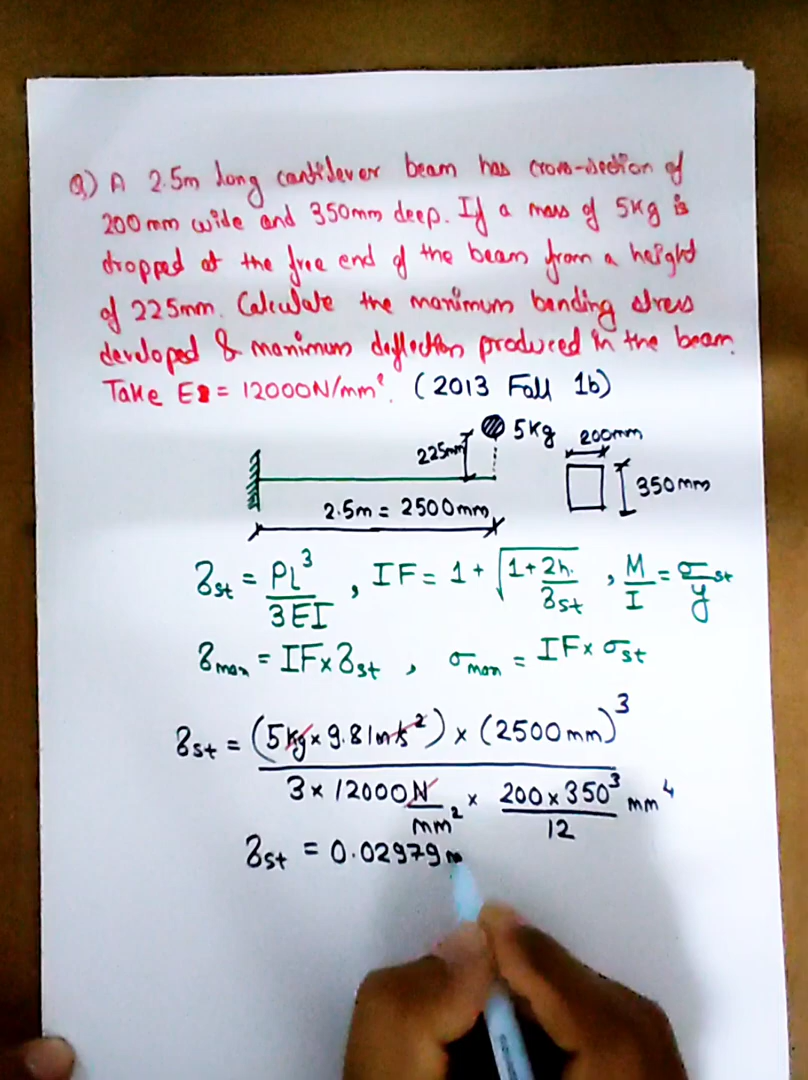 Q) A 2.5m long cantilever beam has cross-section of
200mm wide and 350mm deep. If a mass of 5Kg is
dropped at the free end of the beam from a height
of 225mm. Calculate the maximum bending stress
developed & maximum deflection produced in the beam.
Take E = 12000N/mm². (2013 Fall 1b)
5Kg
225mm
200mm
350mm
2.5m = 2500mm
δst = PL³/3EI , IF = 1 + √(1 + 2h/δst) , M/I = σst/y
δmax = IF x δst , σmax = IF x σst
δst = (5kg x 9.81m/s²) x (2500mm)³
3 x 12000 N/mm² x 200 x 350³/12 mm⁴
δst = 0.02979m